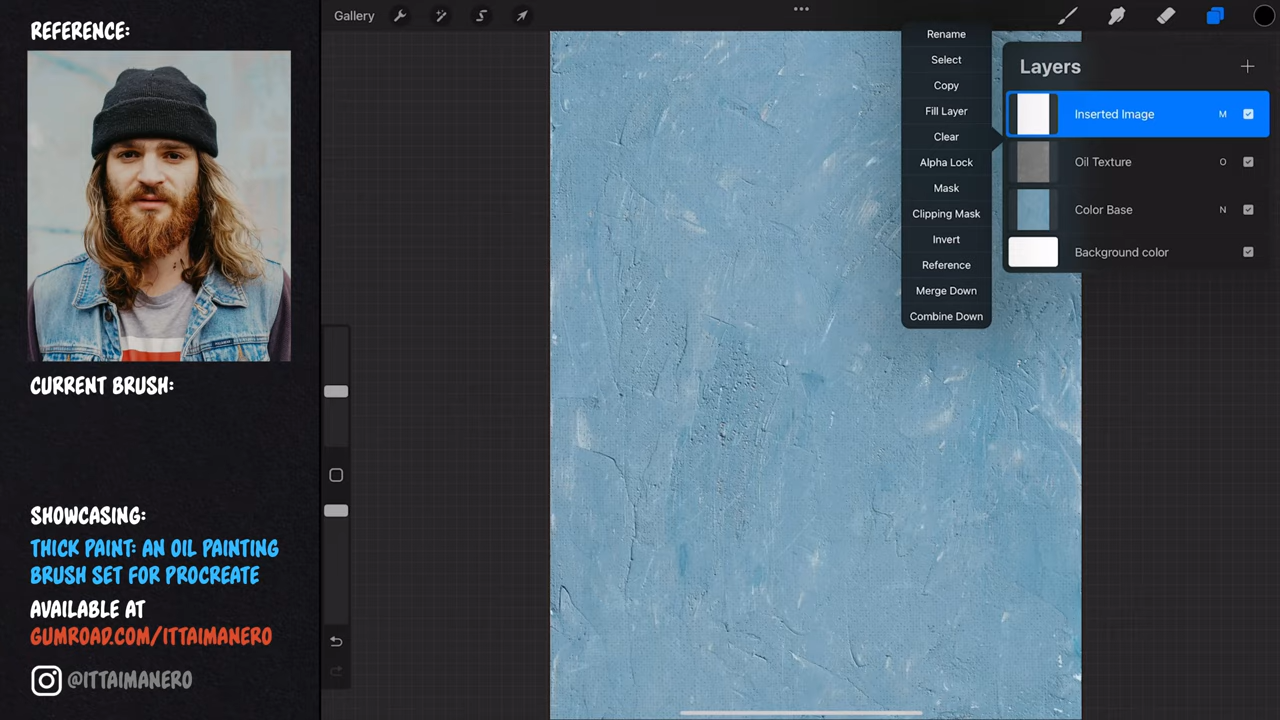 REFERENCE:
CURRENT BRUSH:
SHOWCASING:
THICK PAINT: AN OIL PAINTING
BRUSH SET FOR PROCREATE
AVAILABLE AT
GUMROAD.COM/ITTAIMANERO
@ITTAIMANERO
Gallery
Rename
Select
Copy
Fill Layer
Clear
Alpha Lock
Mask
Clipping Mask
Invert
Reference
Merge Down
Combine Down
Layers
Inserted Image M
Oil Texture O
Color Base N
Background color